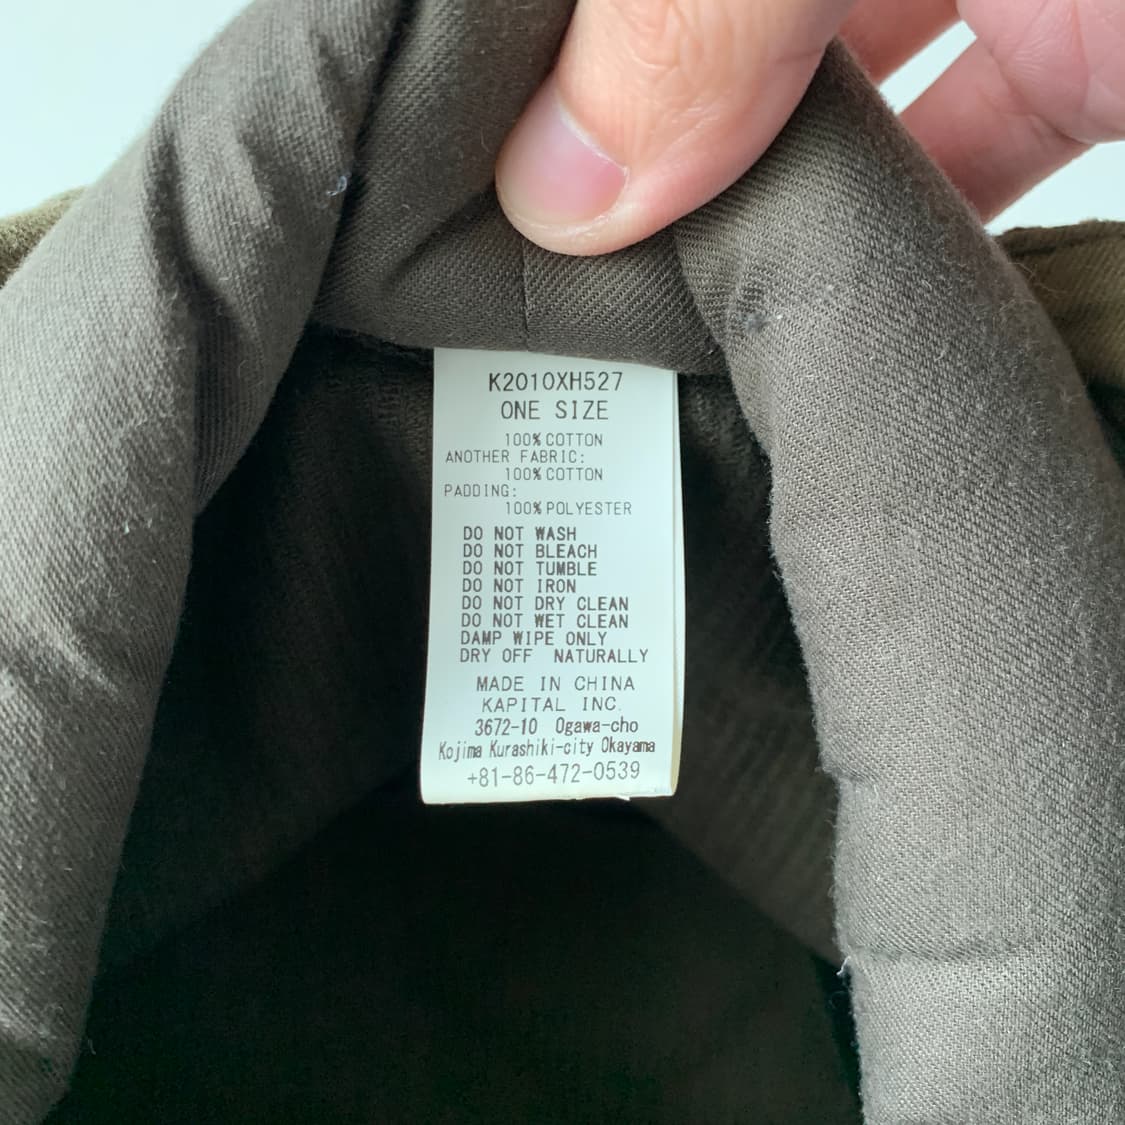 K2010XH527
ONE SIZE
100% COTTON
ANOTHER FABRIC:
100% COTTON
PADDING:
100% POLYESTER
DO NOT WASH
DO NOT BLEACH
DO NOT TUMBLE
DO NOT IRON
DO NOT DRY CLEAN
DO NOT WET CLEAN
DAMP WIPE ONLY
DRY OFF NATURALLY
MADE IN CHINA
KAPITAL INC.
3672-10 Ogawa-cho
Kojima Kurashiki-city Okayama
+81-86-472-0539